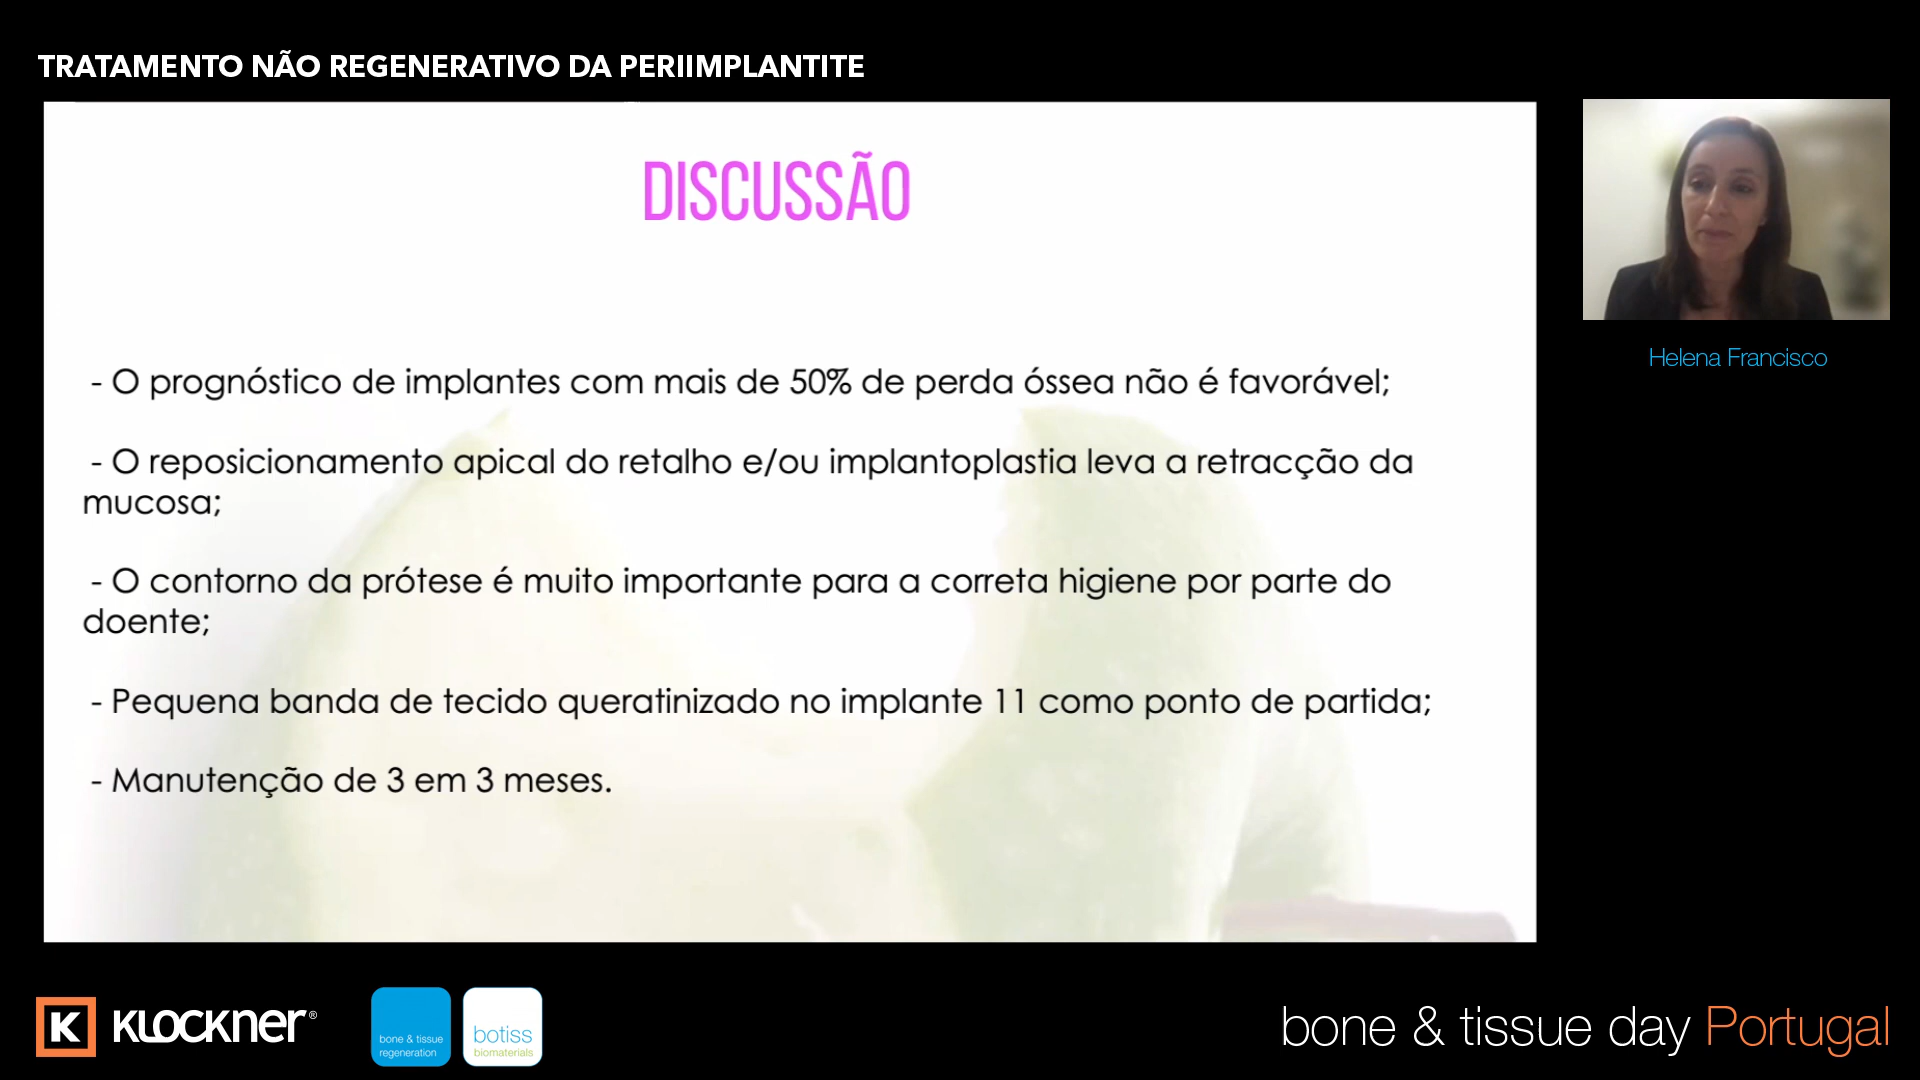 TRATAMENTO NÃO REGENERATIVO DA PERIIMPLANTITE
DISCUSSÃO
- O prognóstico de implantes com mais de 50% de perda óssea não é favorável;
- O reposicionamento apical do retalho e/ou implantoplastia leva a retracção da
mucosa;
- O contorno da prótese é muito importante para a correta higiene por parte do
doente;
- Pequena banda de tecido queratinizado no implante 11 como ponto de partida;
- Manutenção de 3 em 3 meses.
Helena Francisco
K KLOCKNER®
bone & tissue
regeneration
botiss
biomaterials
bone & tissue day Portugal